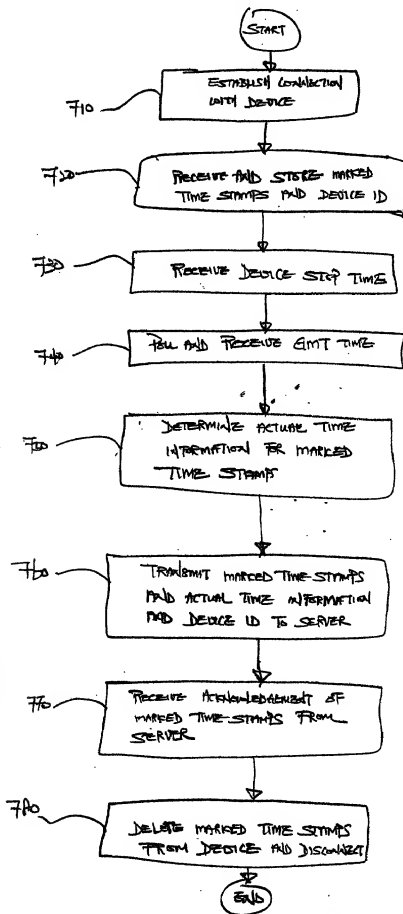 START
710
ESTABLISH CONNECTION
WITH DEVICE
720
RECEIVE AND STORE MARKED
TIME STAMPS AND DEVICE ID
730
RECEIVE DEVICE STOP TIME
740
POLL AND RECEIVE GMT TIME
750
DETERMINE ACTUAL TIME
INFORMATION FOR MARKED
TIME STAMPS
760
TRANSMIT MARKED TIME-STAMPS
AND ACTUAL TIME INFORMATION
AND DEVICE ID TO SERVER
770
RECEIVE ACKNOWLEDGEMENT OF
MARKED TIME-STAMPS FROM
SERVER
780
DELETE MARKED TIME STAMPS
FROM DEVICE AND DISCONNECT
END